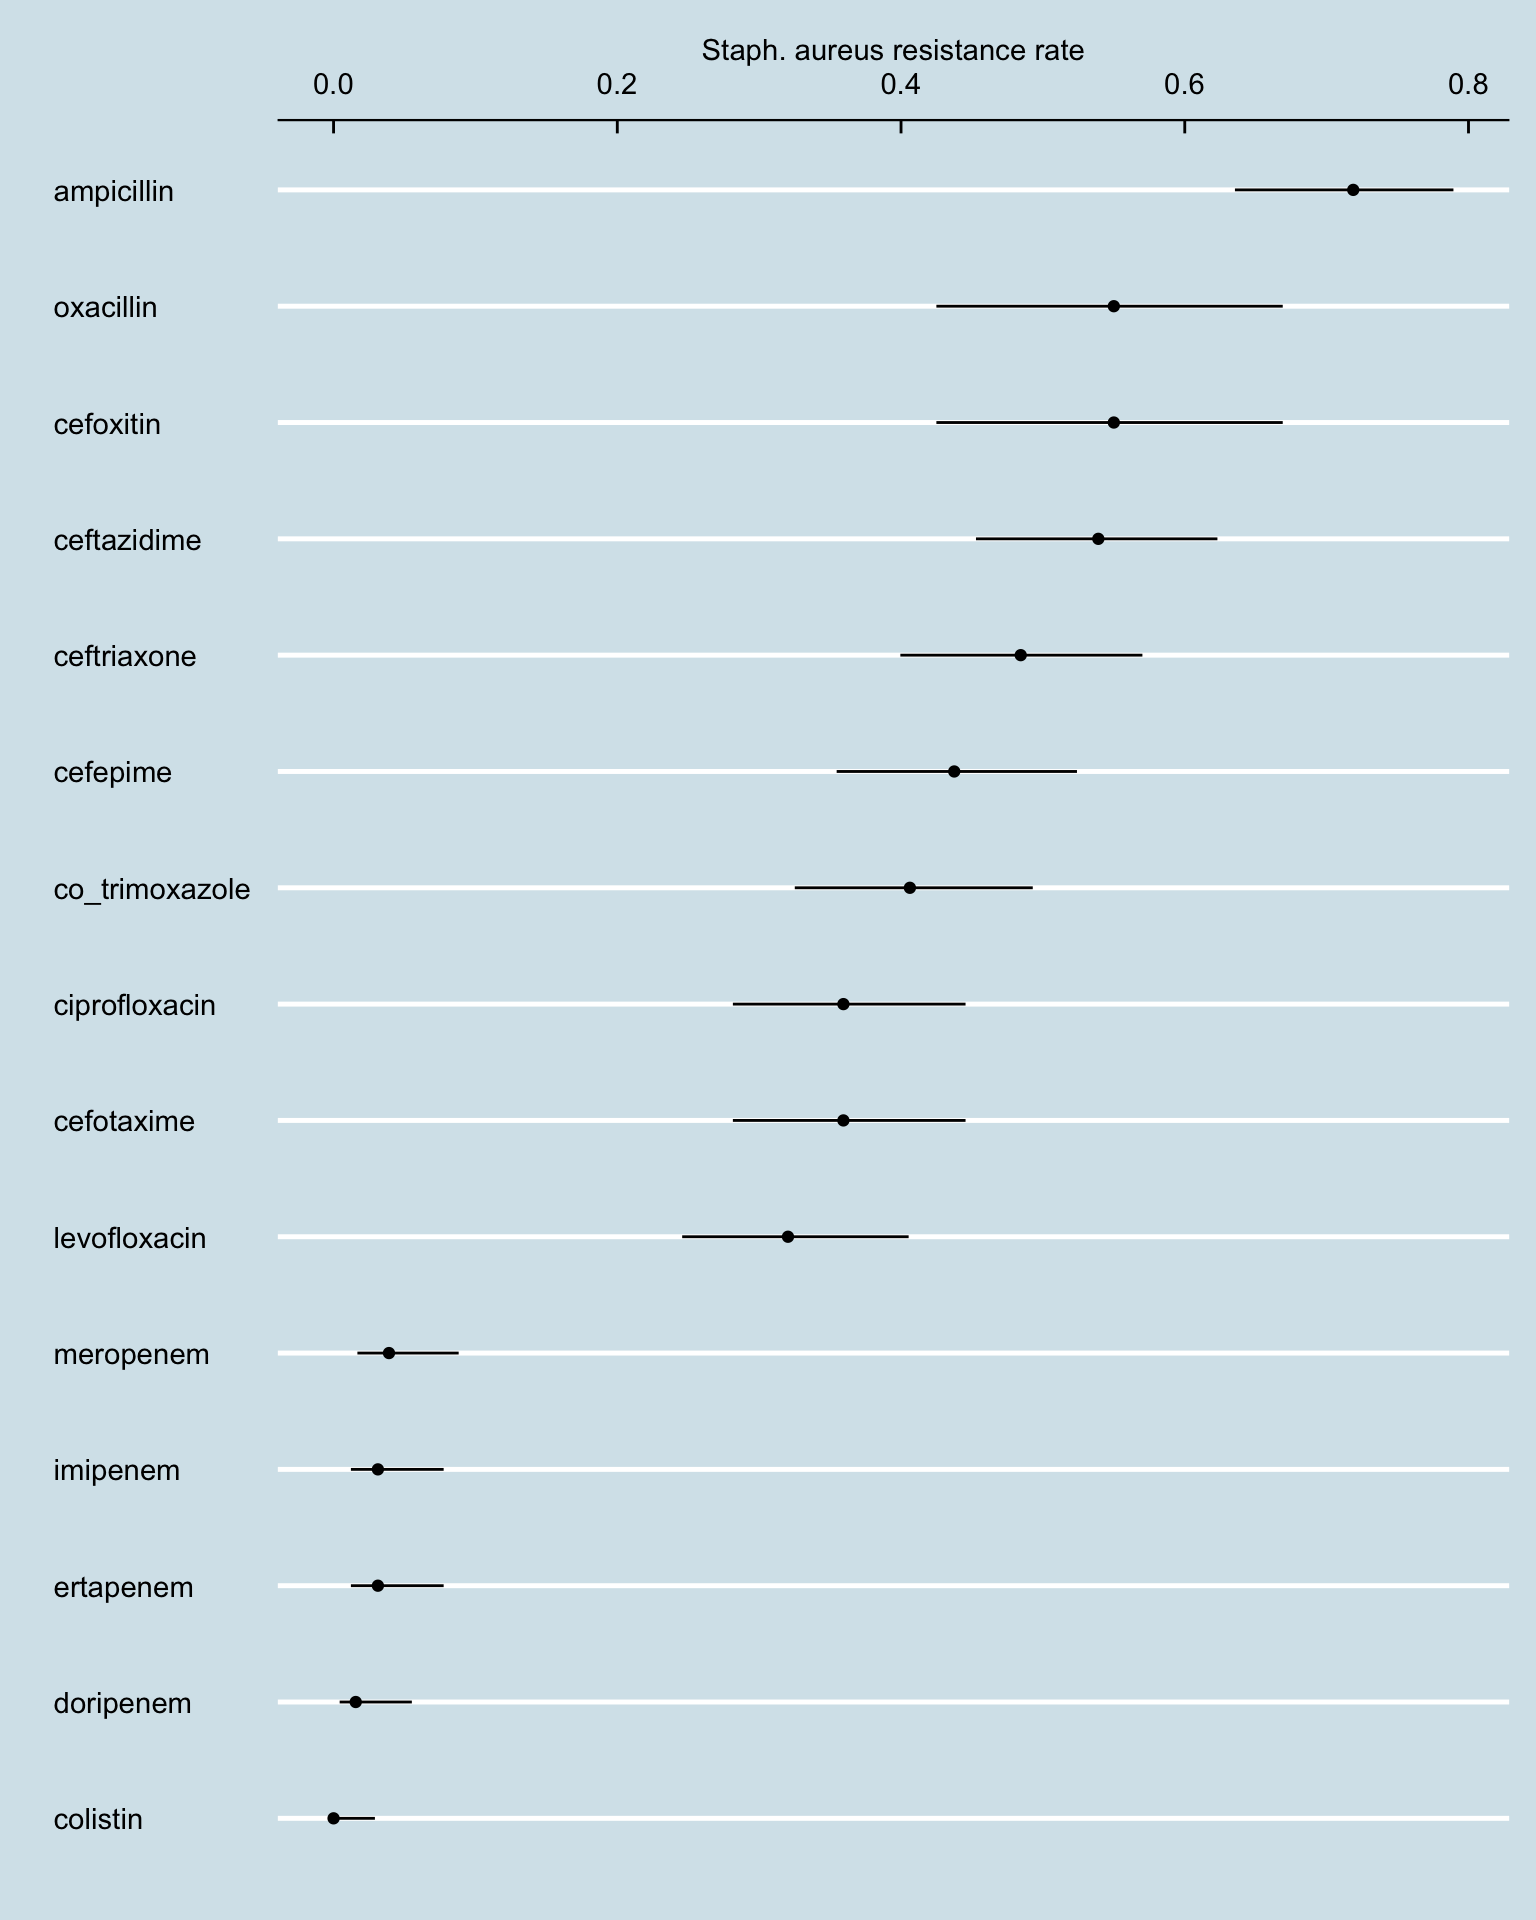 Staph. aureus resistance rate
0.0 0.2 0.4 0.6 0.8
ampicillin
oxacillin
cefoxitin
ceftazidime
ceftriaxone
cefepime
co_trimoxazole
ciprofloxacin
cefotaxime
levofloxacin
meropenem
imipenem
ertapenem
doripenem
colistin